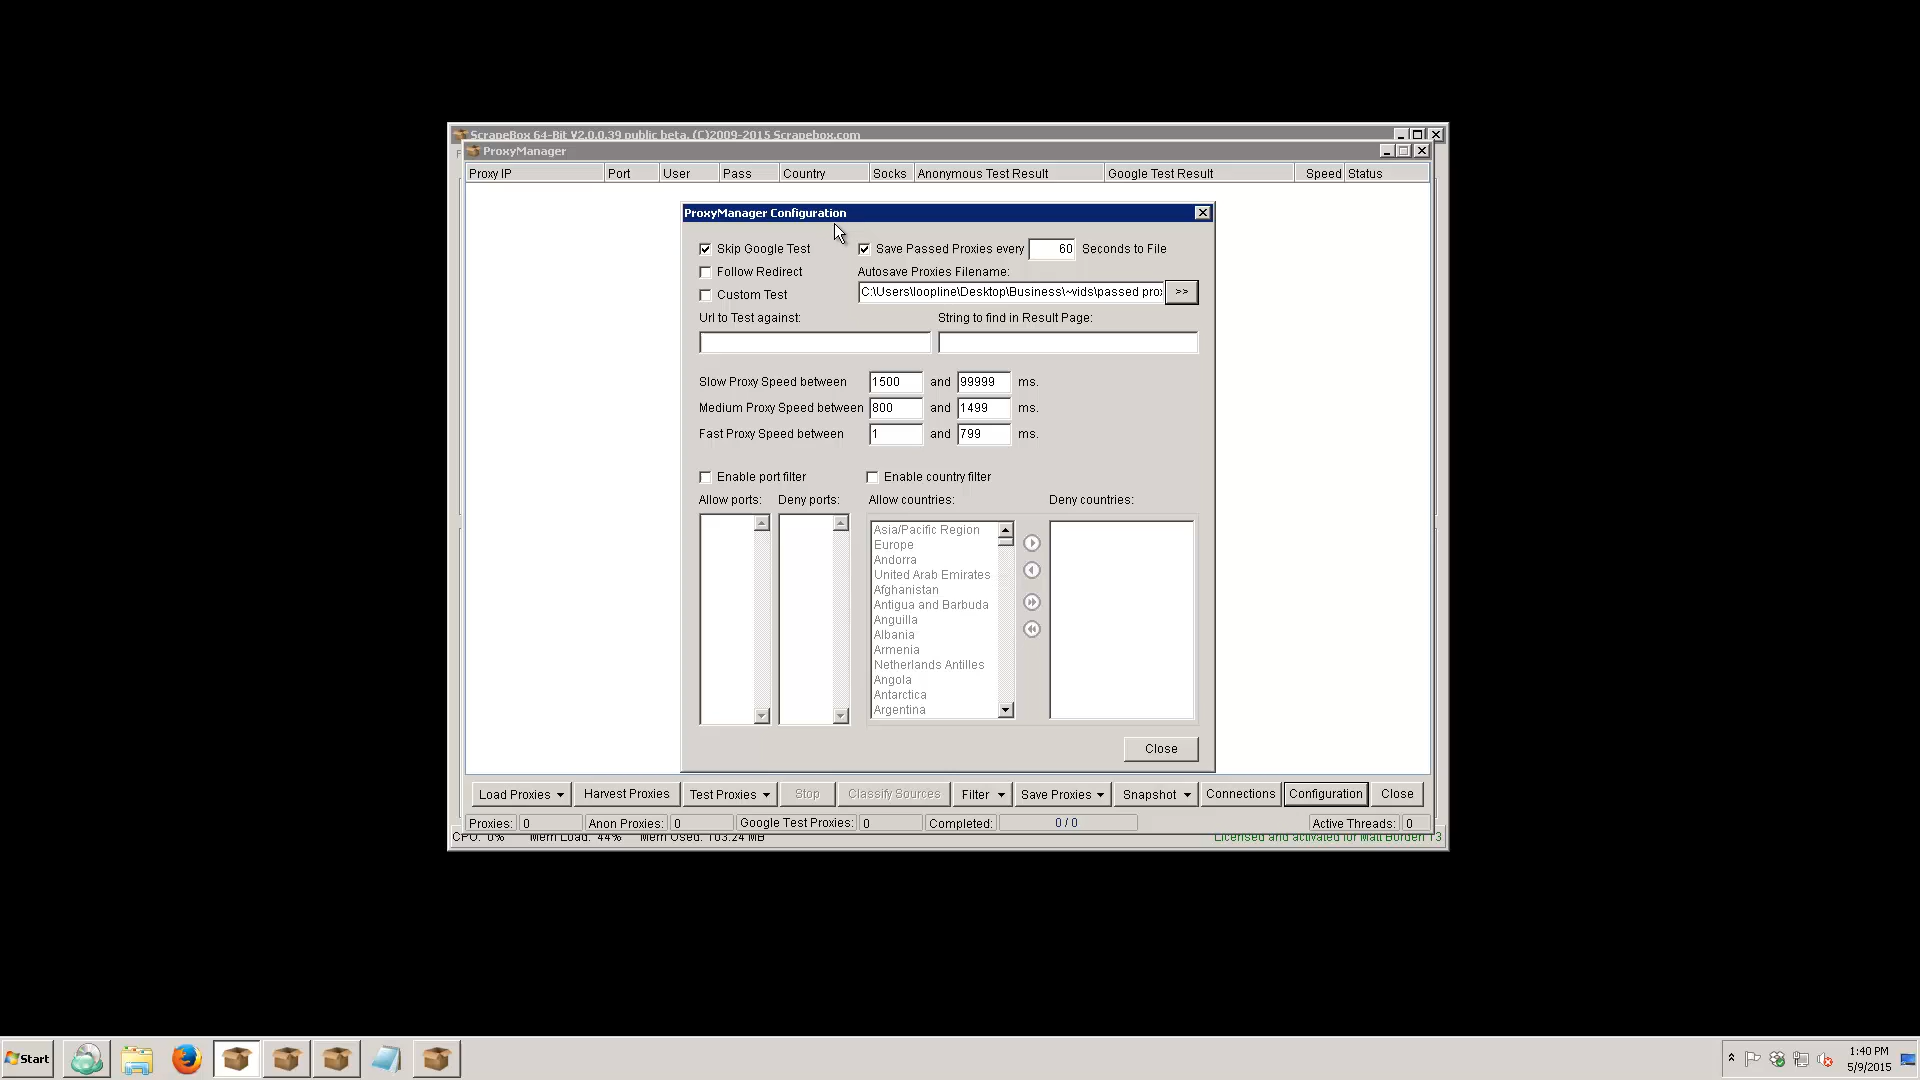 ScrapeBox 64-Bit V2.0.0.39 public beta. (C)2009-2015 Scrapebox.com
ProxyManager
Proxy IP Port User Pass Country Socks Anonymous Test Result Google Test Result Speed Status
ProxyManager Configuration
Skip Google Test Save Passed Proxies every 60 Seconds to File
Follow Redirect Autosave Proxies Filename:
Custom Test C:\Users\loopline\Desktop\Business\~vids\passed pro >>
Url to Test against: String to find in Result Page:
Slow Proxy Speed between 1500 and 99999 ms.
Medium Proxy Speed between 800 and 1499 ms.
Fast Proxy Speed between 1 and 799 ms.
Enable port filter Enable country filter
Allow ports: Deny ports: Allow countries: Deny countries:
Asia/Pacific Region
Europe
Andorra
United Arab Emirates
Afghanistan
Antigua and Barbuda
Anguilla
Albania
Armenia
Netherlands Antilles
Angola
Antarctica
Argentina
Close
Load Proxies Harvest Proxies Test Proxies Stop Classify Sources Filter Save Proxies Snapshot Connections Configuration Close
Proxies: 0 Anon Proxies: 0 Google Test Proxies: 0 Completed: 0 / 0 Active Threads: 0
CPU: 0% Mem Load: 44% Mem Used: 103.24 MB Licensed and activated for Matt Borden 13
Start
1:40 PM
5/9/2015